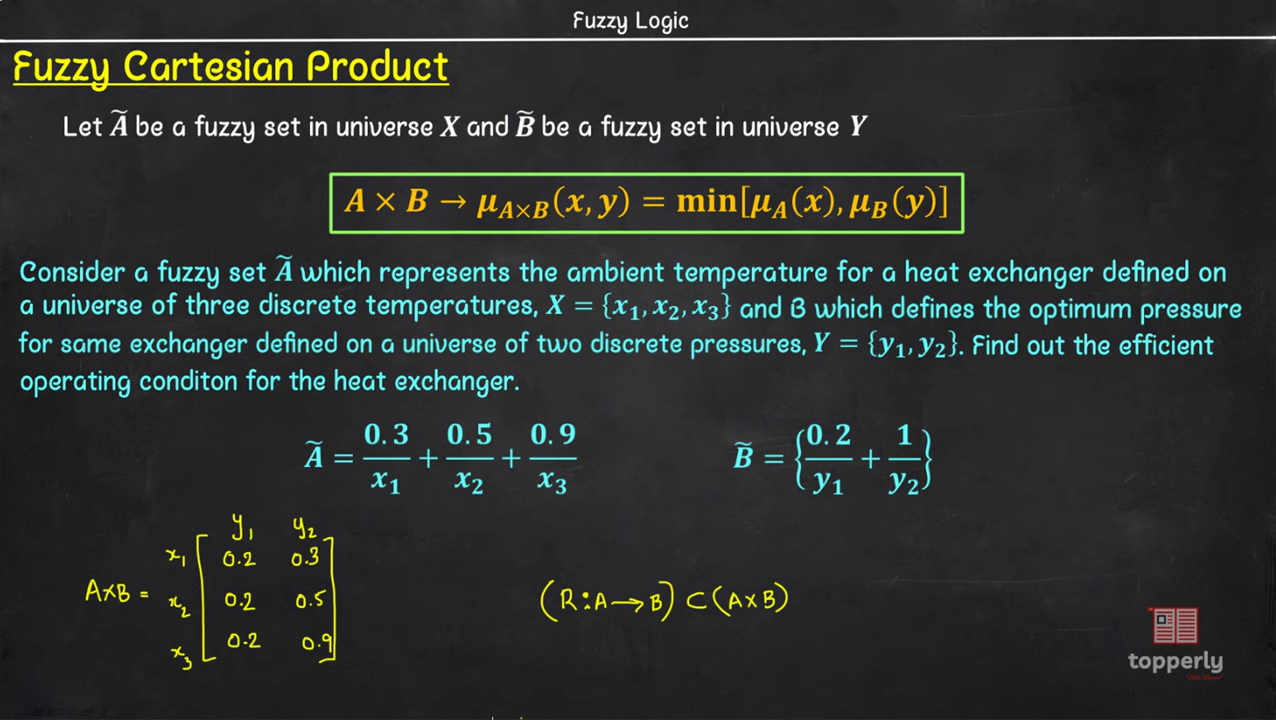 Fuzzy Logic
Fuzzy Cartesian Product
Let Ã be a fuzzy set in universe X and B̃ be a fuzzy set in universe Y
A × B → μ_{A×B}(x, y) = min[μ_A(x), μ_B(y)]
Consider a fuzzy set Ã which represents the ambient temperature for a heat exchanger defined on
a universe of three discrete temperatures, X = {x₁, x₂, x₃} and B which defines the optimum pressure
for same exchanger defined on a universe of two discrete pressures, Y = {y₁, y₂}. Find out the efficient
operating conditon for the heat exchanger.
Ã = 0.3/x₁ + 0.5/x₂ + 0.9/x₃
B̃ = {0.2/y₁ + 1/y₂}
y₁ y₂
x₁ 0.2 0.3
A×B = x₂ 0.2 0.5
x₃ 0.2 0.9
(R:A→B) ⊂ (A×B)
topperly